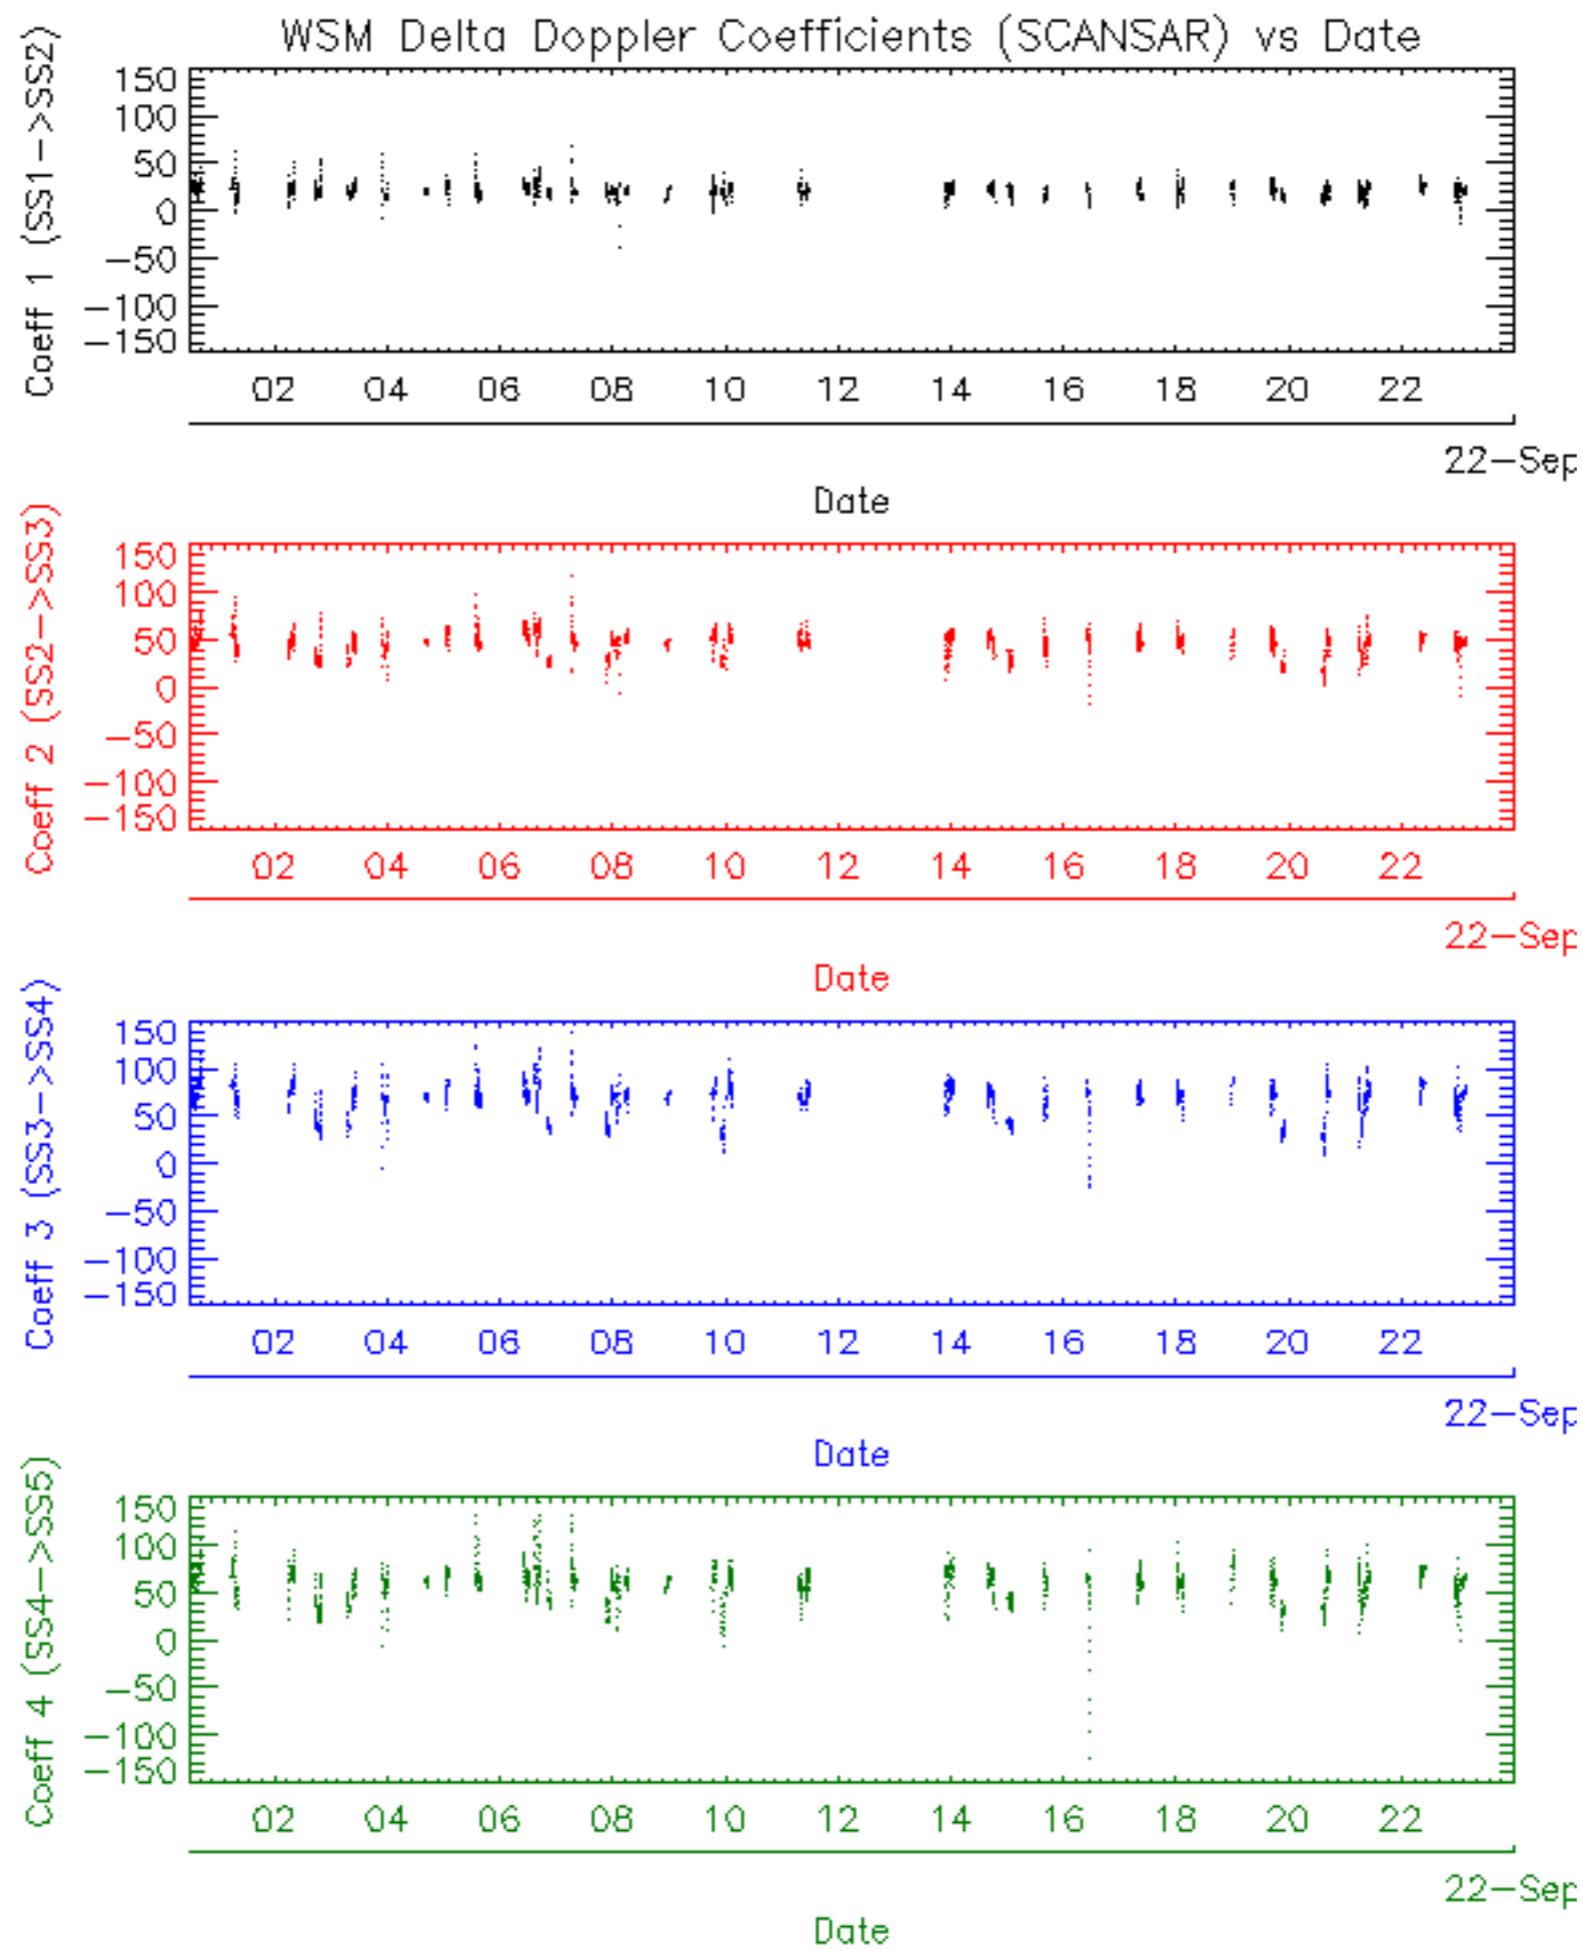 WSM Delta Doppler Coefficients (SCANSAR) vs Date
Coeff 1 (SS1->SS2)
150
100
50
0
-50
-100
-150
02 04 06 08 10 12 14 16 18 20 22
22-Sep
Date
Coeff 2 (SS2->SS3)
150
100
50
0
-50
-100
-150
02 04 06 08 10 12 14 16 18 20 22
22-Sep
Date
Coeff 3 (SS3->SS4)
150
100
50
0
-50
-100
-150
02 04 06 08 10 12 14 16 18 20 22
22-Sep
Date
Coeff 4 (SS4->SS5)
150
100
50
0
-50
-100
-150
02 04 06 08 10 12 14 16 18 20 22
22-Sep
Date